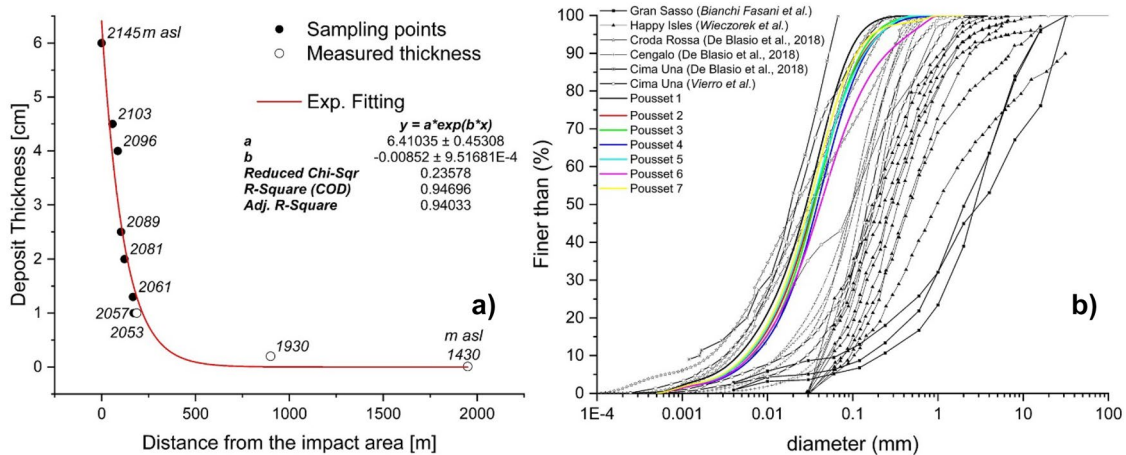 2145m asl
Sampling points
Measured thickness
2103
2096
Exp. Fitting
y = a*exp(b*x)
a 6.41035 ± 0.45308
b -0.00852 ± 9.51681E-4
Reduced Chi-Sqr 0.23578
R-Square (COD) 0.94696
Adj. R-Square 0.94033
2089
2081
2061
2057
2053
1930
m asl
1430
a)
6
5
4
3
2
1
0
Deposit Thickness [cm]
0 500 1000 1500 2000
Distance from the impact area [m]
Gran Sasso (Bianchi Fasani et al.)
Happy Isles (Wieczorek et al.)
Croda Rossa (De Blasio et al., 2018)
Cengalo (De Blasio et al., 2018)
Cima Una (De Blasio et al., 2018)
Cima Una (Vierro et al.)
Pousset 1
Pousset 2
Pousset 3
Pousset 4
Pousset 5
Pousset 6
Pousset 7
b)
100
90
80
70
60
50
40
30
20
10
0
Finer than (%)
1E-4 0.001 0.01 0.1 1 10 100
diameter (mm)